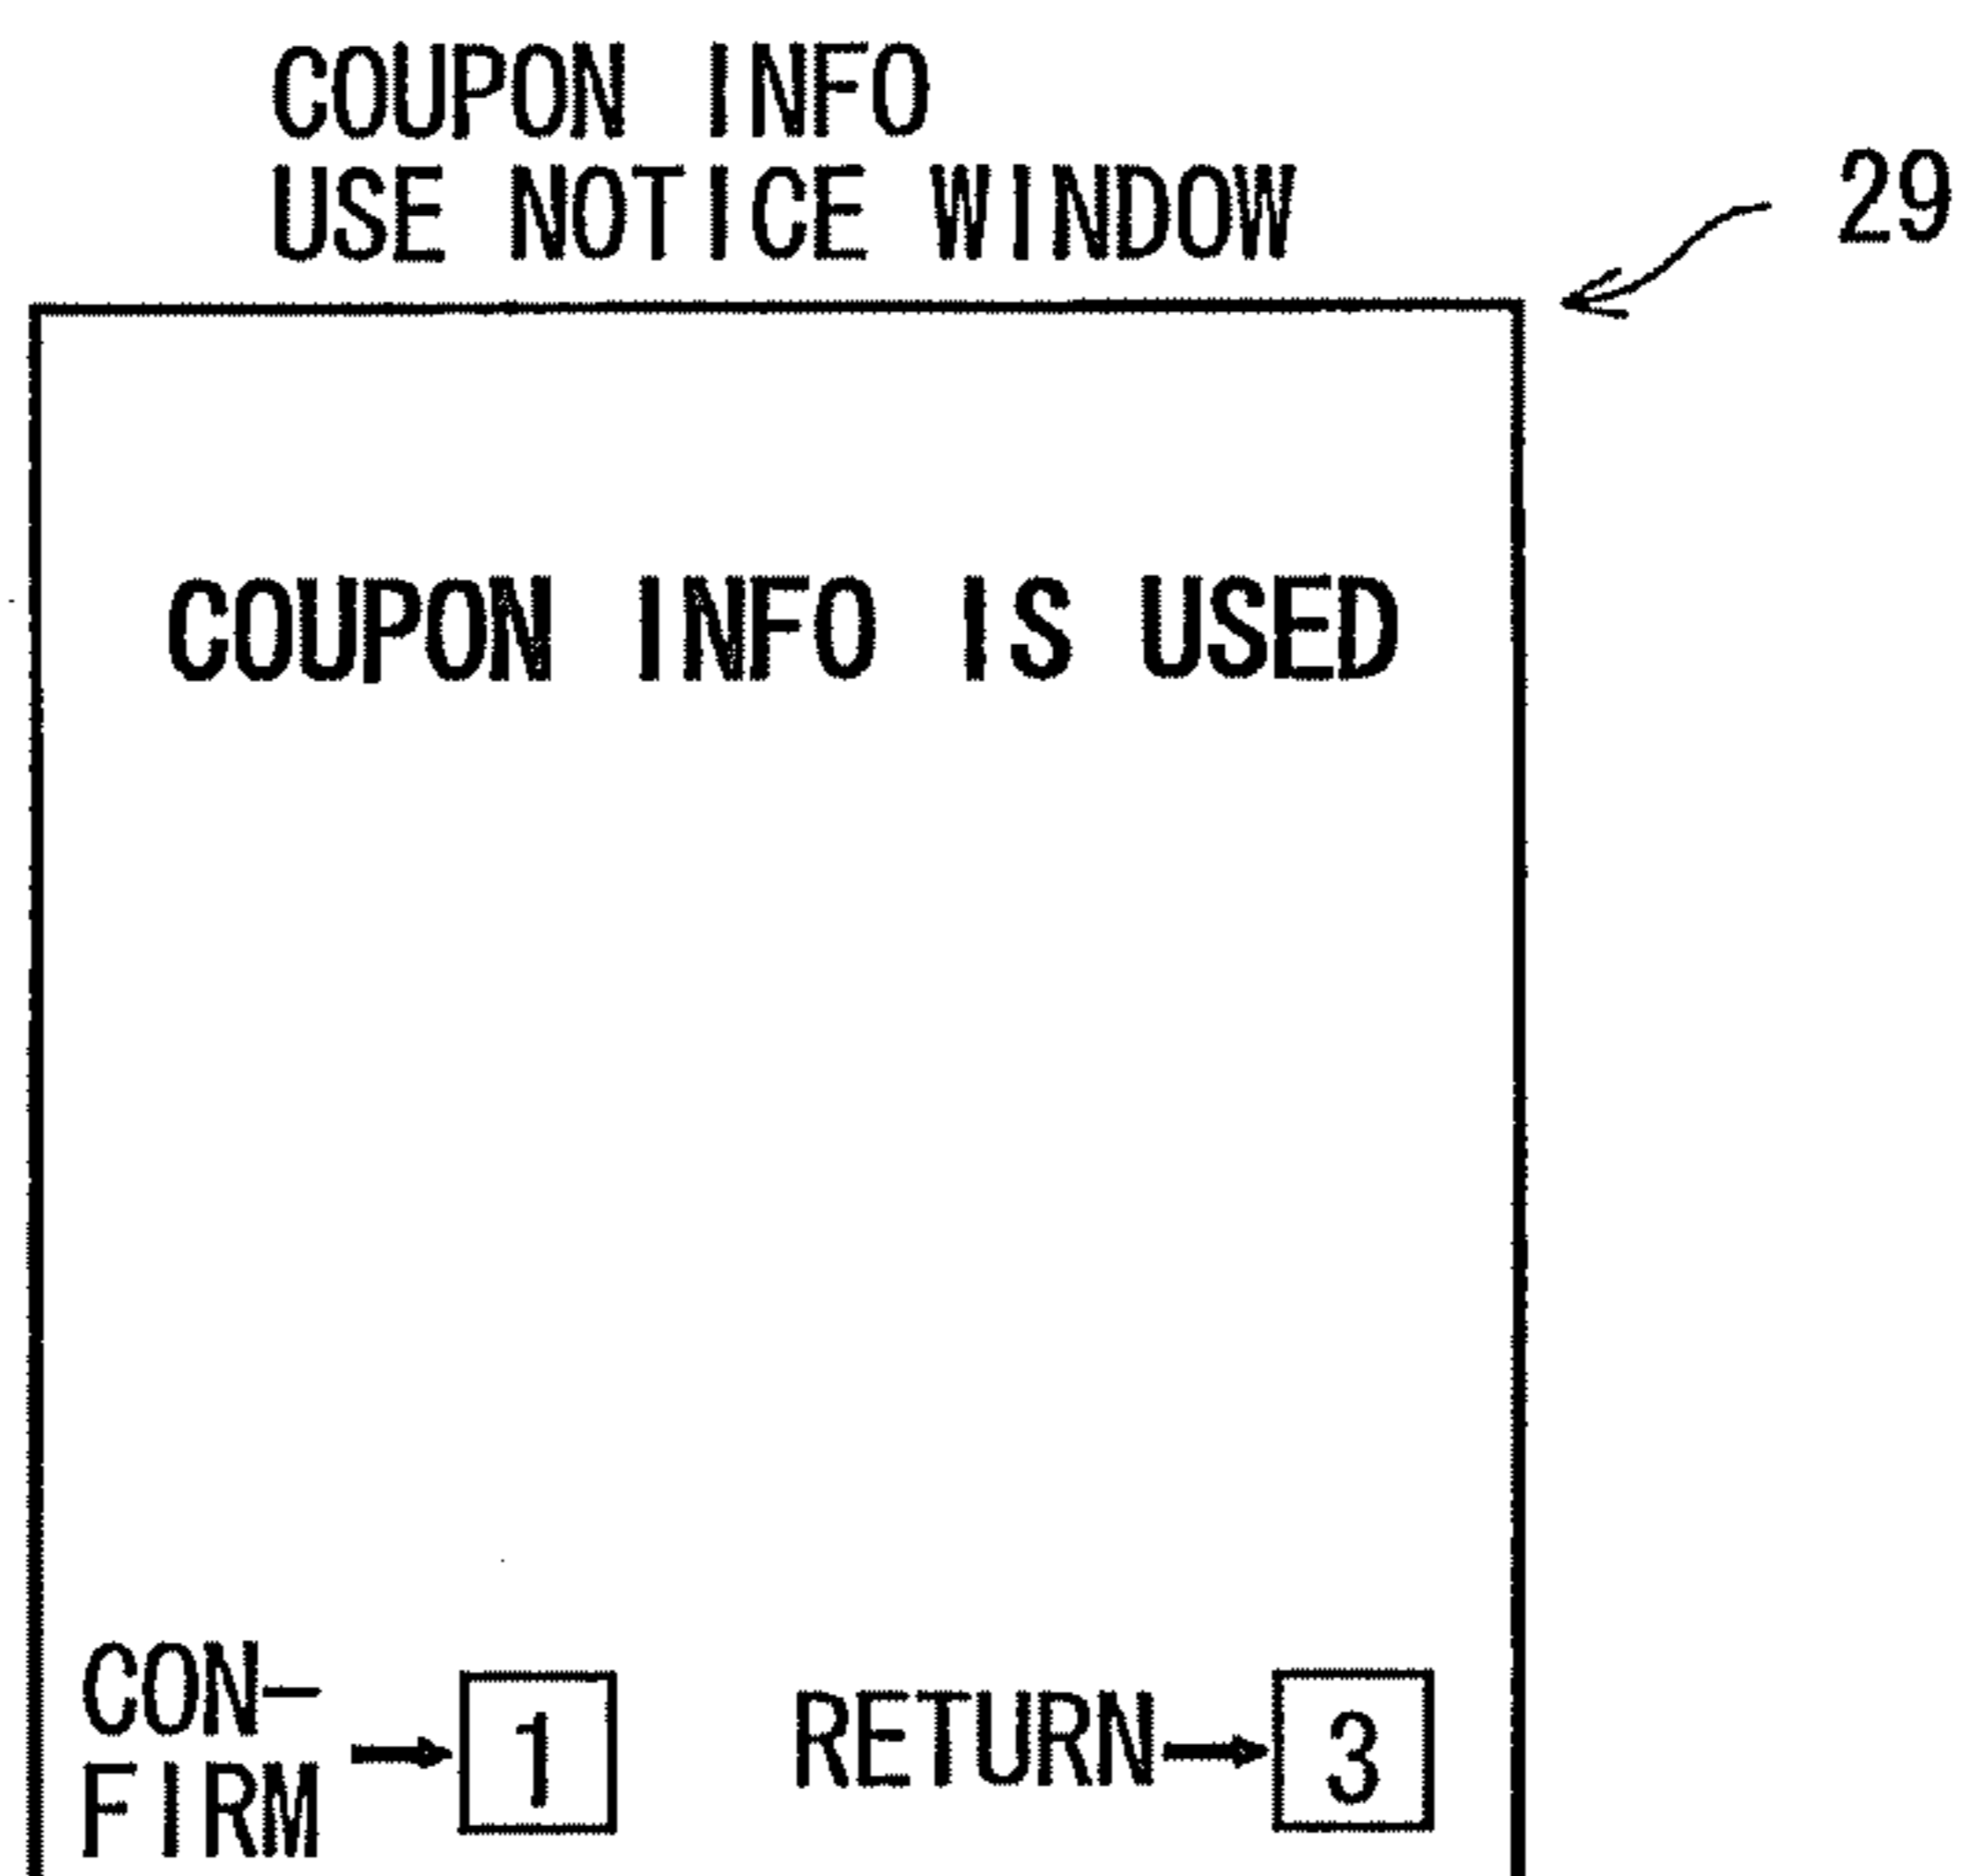 COUPON INFO
USE NOTICE WINDOW
29
COUPON INFO IS USED
CON-
FIRM
1
RETURN
3